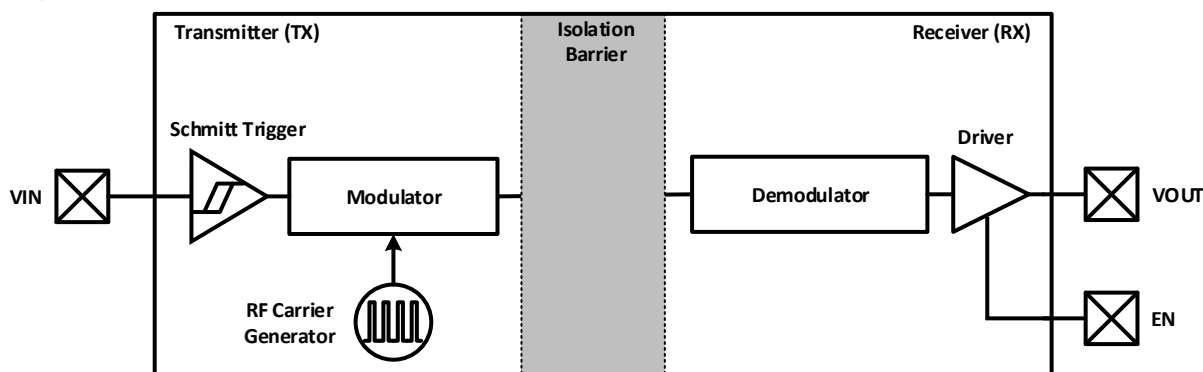 Transmitter (TX)
Isolation
Barrier
Receiver (RX)
Schmitt Trigger
Driver
VIN
Modulator
Demodulator
VOUT
RF Carrier
Generator
EN